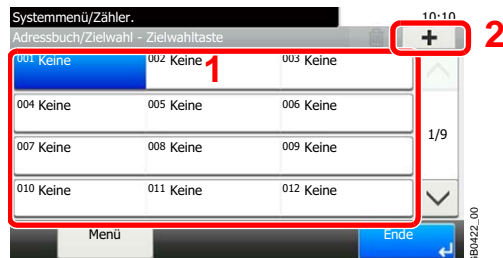 Systemmenü/Zähler.
10:10
Adressbuch/Zielwahl - Zielwahltaste
+
2
001 Keine
002 Keine
1
003 Keine
004 Keine
005 Keine
006 Keine
1/9
007 Keine
008 Keine
009 Keine
010 Keine
011 Keine
012 Keine
Menü
Ende
B0422_00